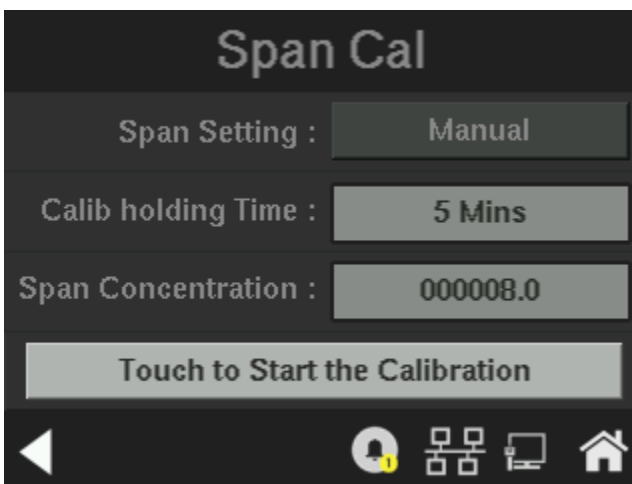 Span Cal
Span Setting : Manual
Calib holding Time : 5 Mins
Span Concentration : 000008.0
Touch to Start the Calibration
1